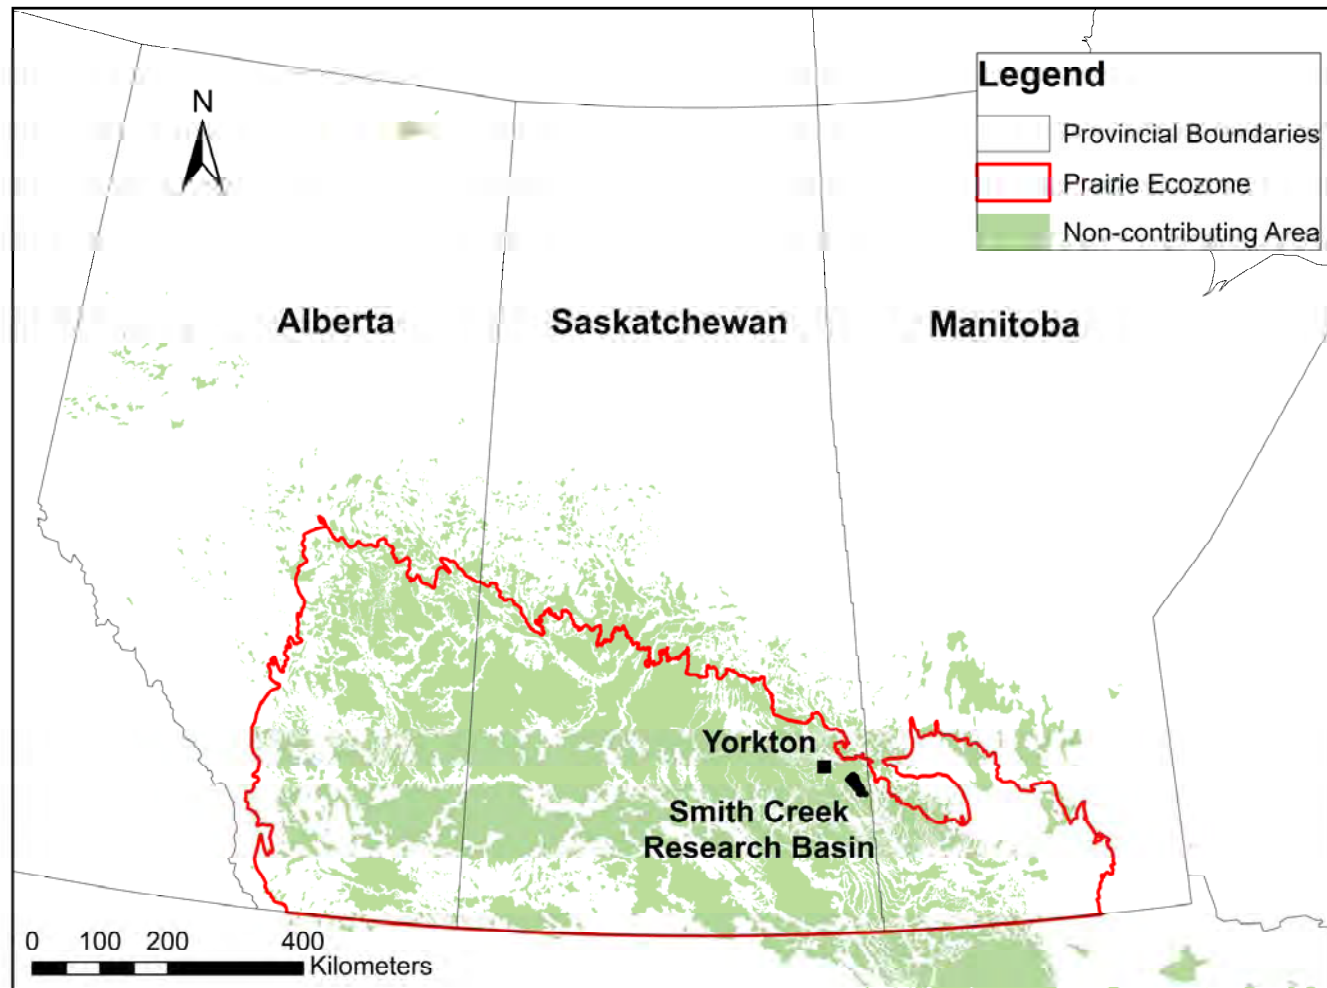 Legend
N
Provincial Boundaries
Prairie Ecozone
Non-contributing Area
Alberta
Saskatchewan
Manitoba
Yorkton
Smith Creek
Research Basin
0 100 200 400
Kilometers